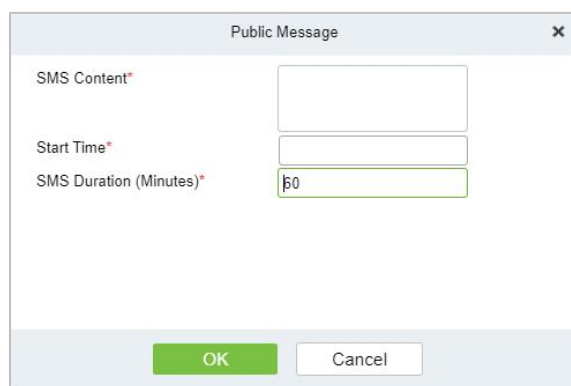 Public Message
SMS Content*
Start Time*
SMS Duration (Minutes)* 60
OK Cancel